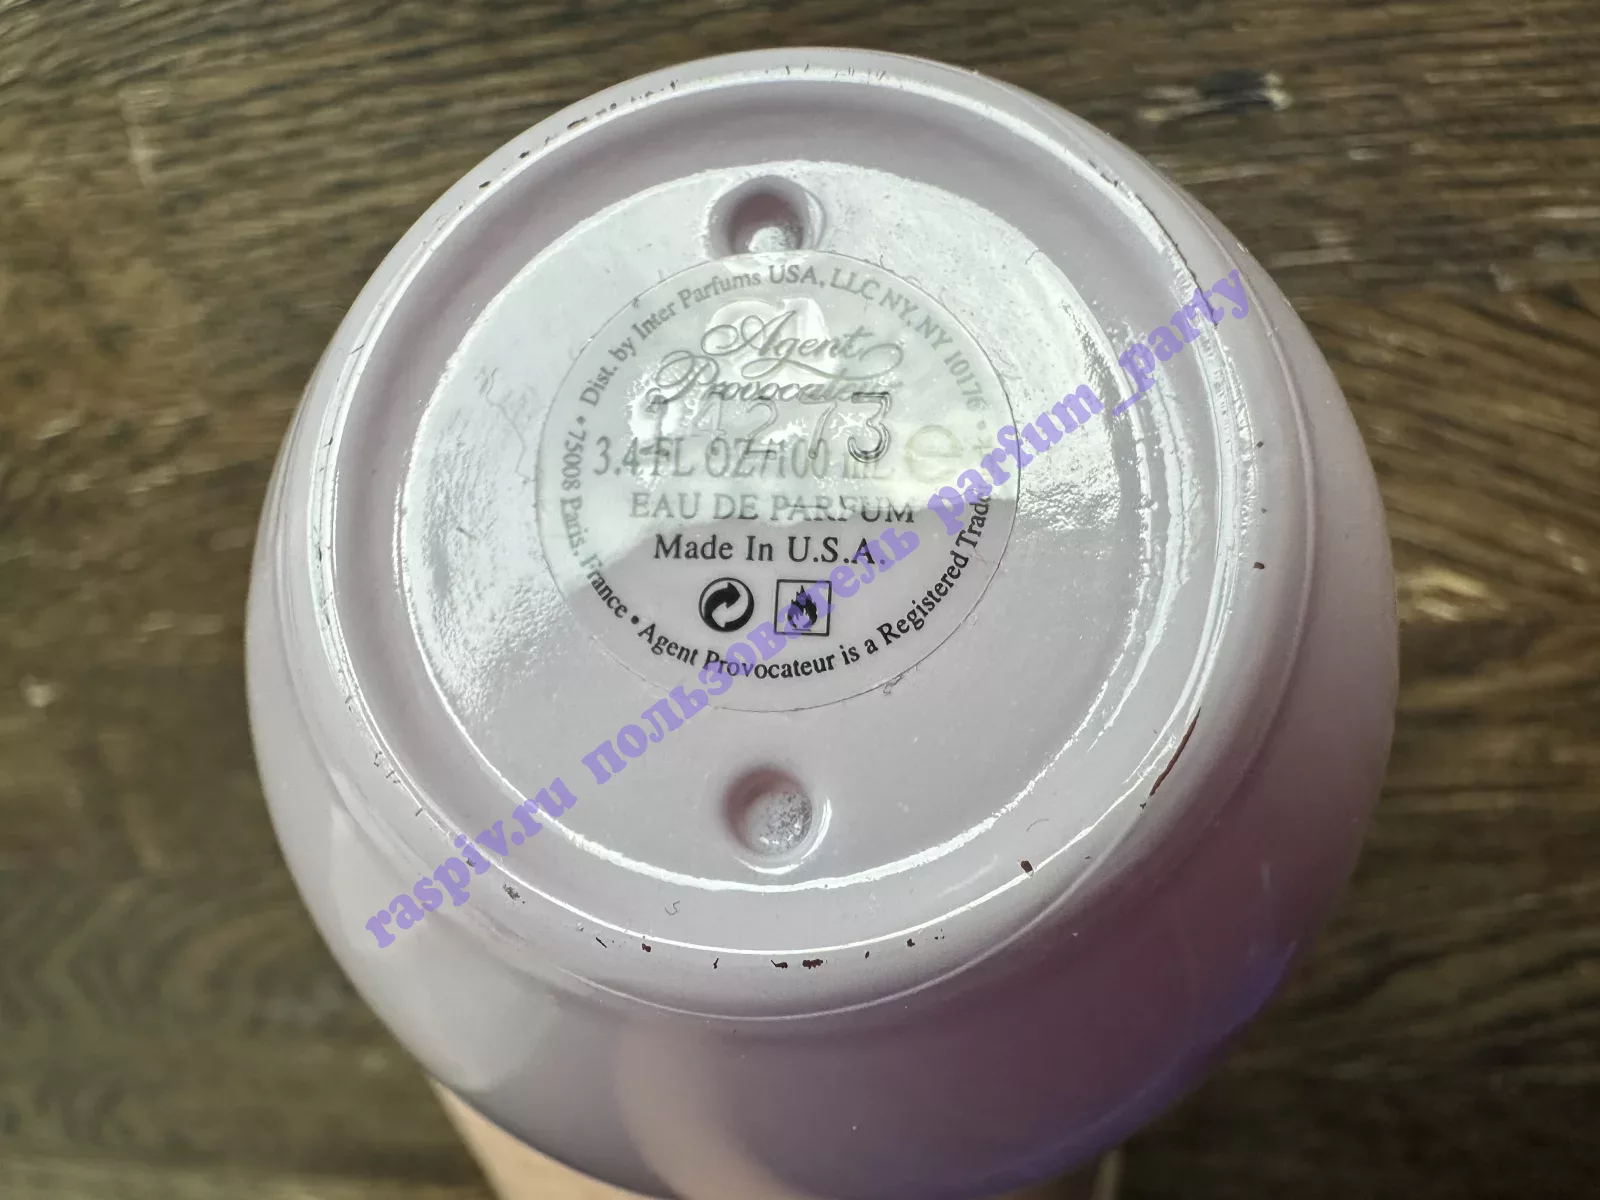 Dist. by Inter Parfums USA, LLC NY, NY 10176 •
75008 Paris, France • Agent Provocateur is a Registered Trade
Agent
Provocateur
3.4 FL OZ/100 mL e
EAU DE PARFUM
Made In U.S.A.
raspiv.ru пользователь parfum_party